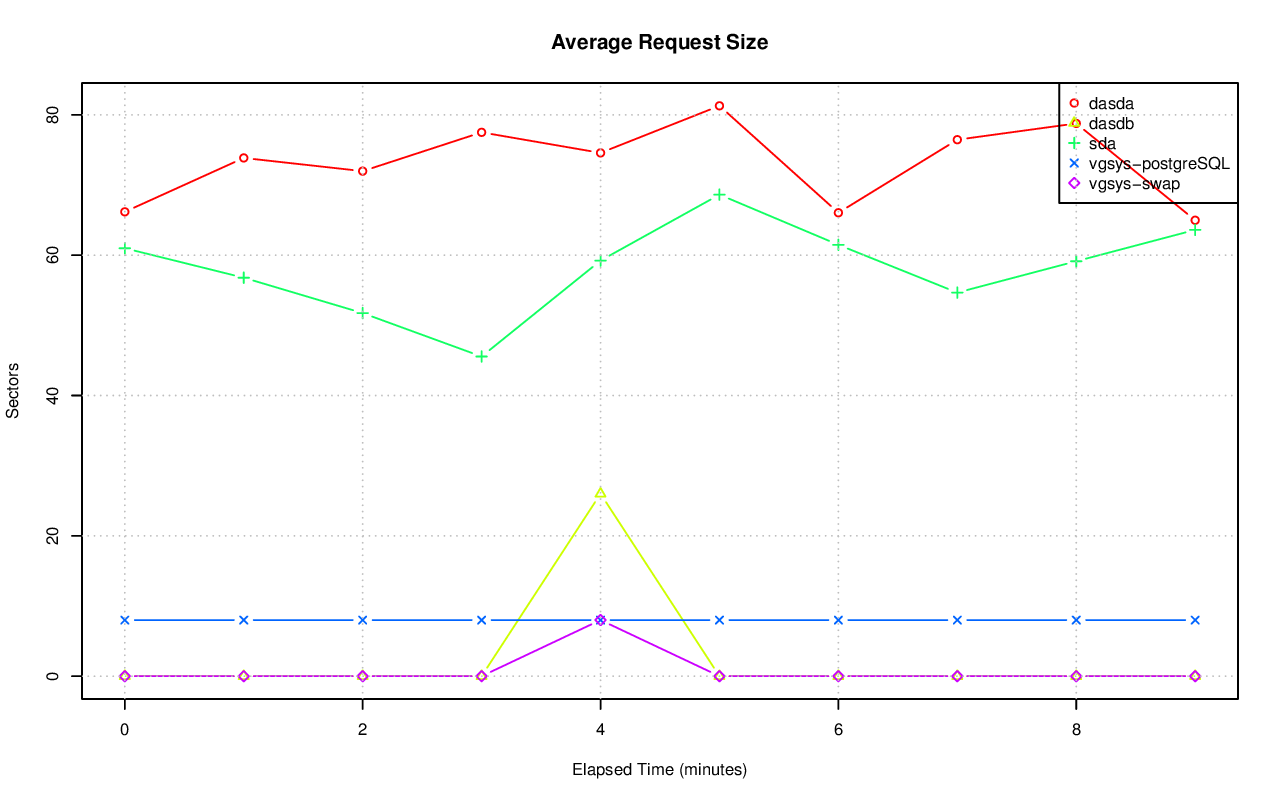 Average Request Size
dasda
dasdb
sda
vgsys-postgreSQL
vgsys-swap
Sectors
80
60
40
20
0
0 2 4 6 8
Elapsed Time (minutes)